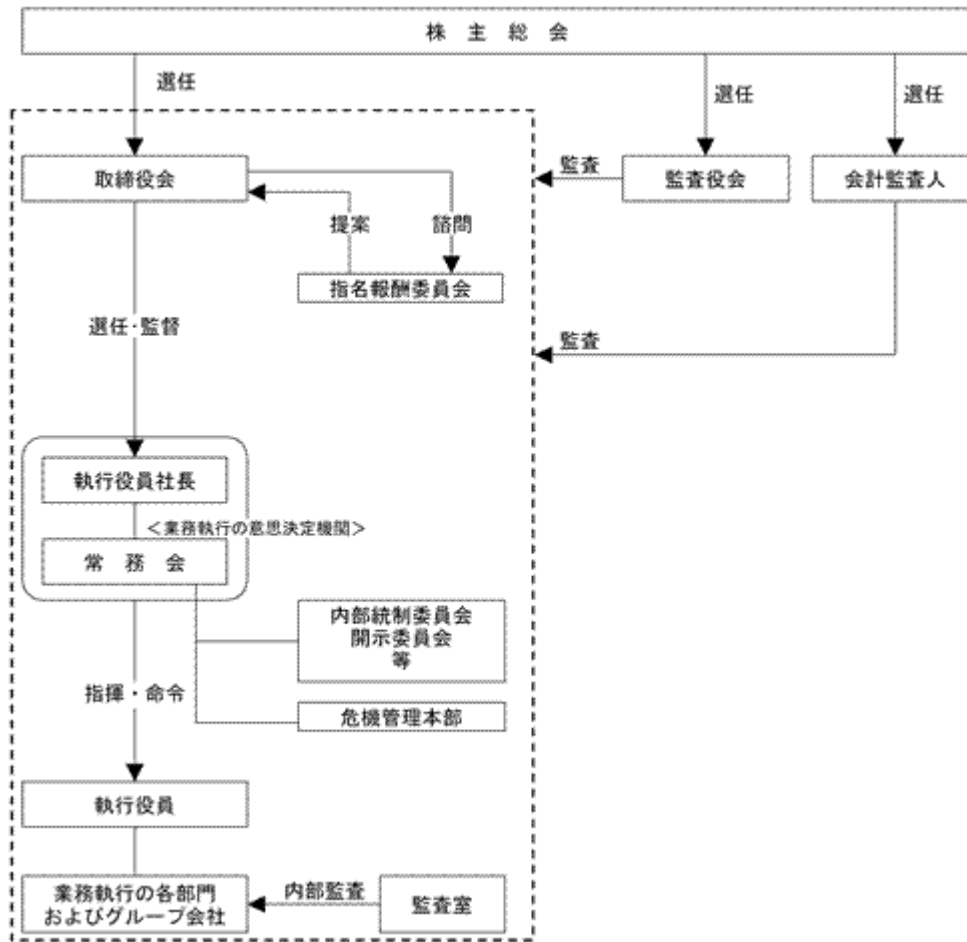 株主総会
選任
選任
選任
取締役会
監査
監査役会
会計監査人
提案
諮問
指名報酬委員会
選任・監督
監査
執行役員社長
＜業務執行の意思決定機関＞
常務会
内部統制委員会
開示委員会
等
指揮・命令
危機管理本部
執行役員
業務執行の各部門
およびグループ会社
内部監査
監査室